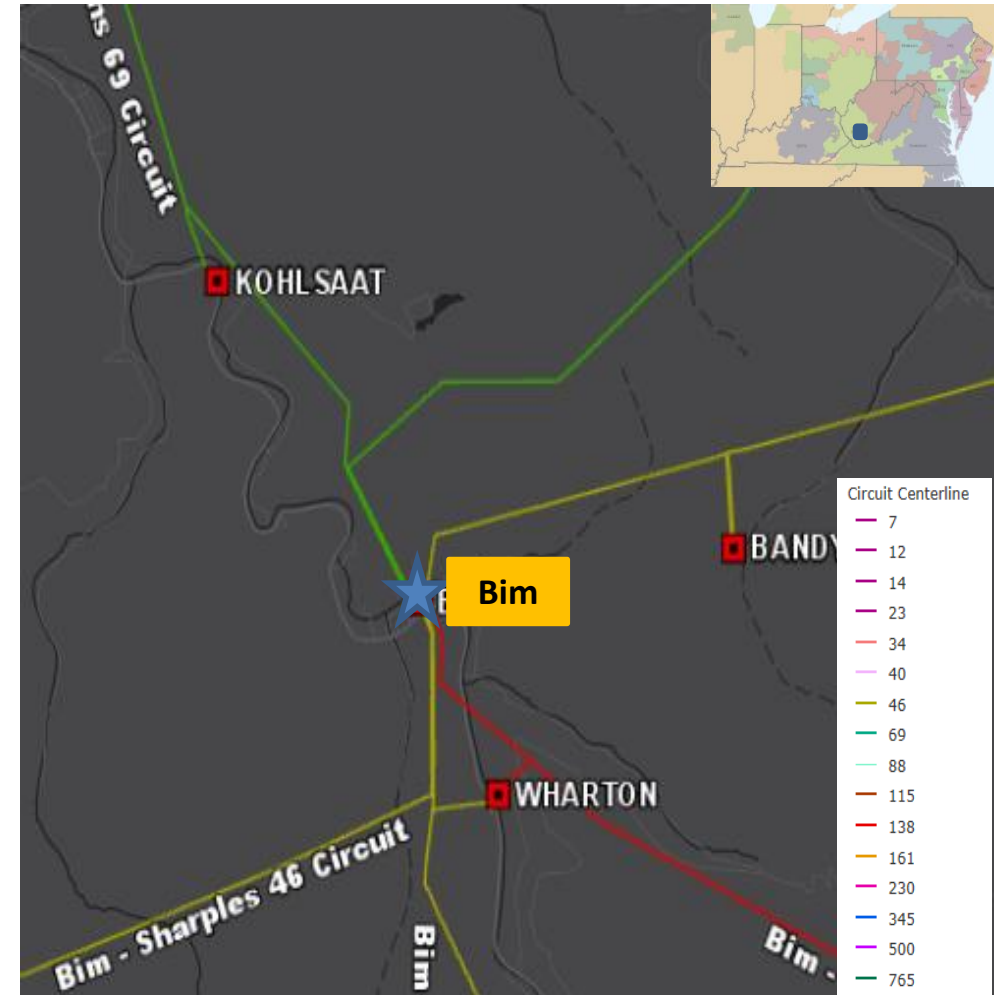 ns 69 Circuit
KOHLSAAT
BANDY
Bim
WHARTON
Bim - Sharples 46 Circuit
Bim
Bim -
Circuit Centerline
7
12
14
23
34
40
46
69
88
115
138
161
230
345
500
765